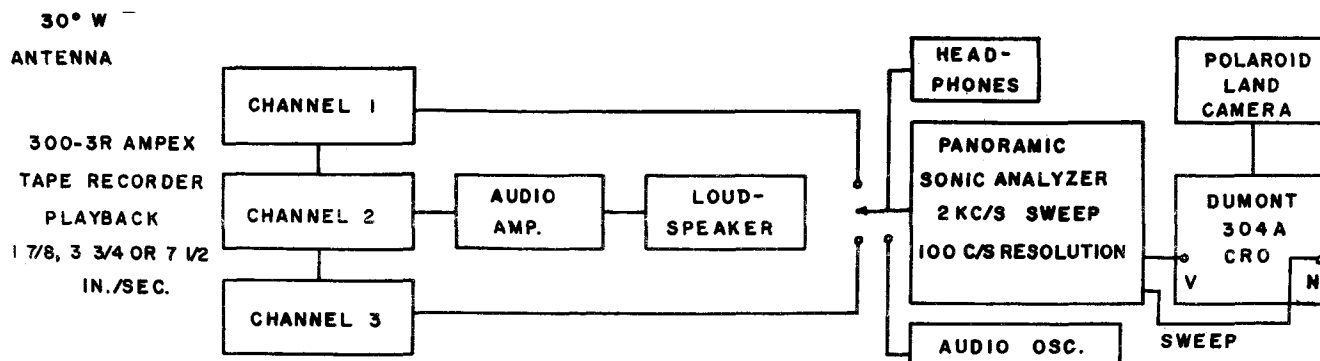 30° W
ANTENNA
300-3R AMPEX
TAPE RECORDER
PLAYBACK
1 7/8, 3 3/4 OR 7 1/2
IN./SEC.
CHANNEL 1
CHANNEL 2
CHANNEL 3
AUDIO
AMP.
LOUD-
SPEAKER
HEAD-
PHONES
PANORAMIC
SONIC ANALYZER
2 KC/S SWEEP
100 C/S RESOLUTION
AUDIO OSC.
POLAROID
LAND
CAMERA
DUMONT
304A
CRO
V
N
SWEEP